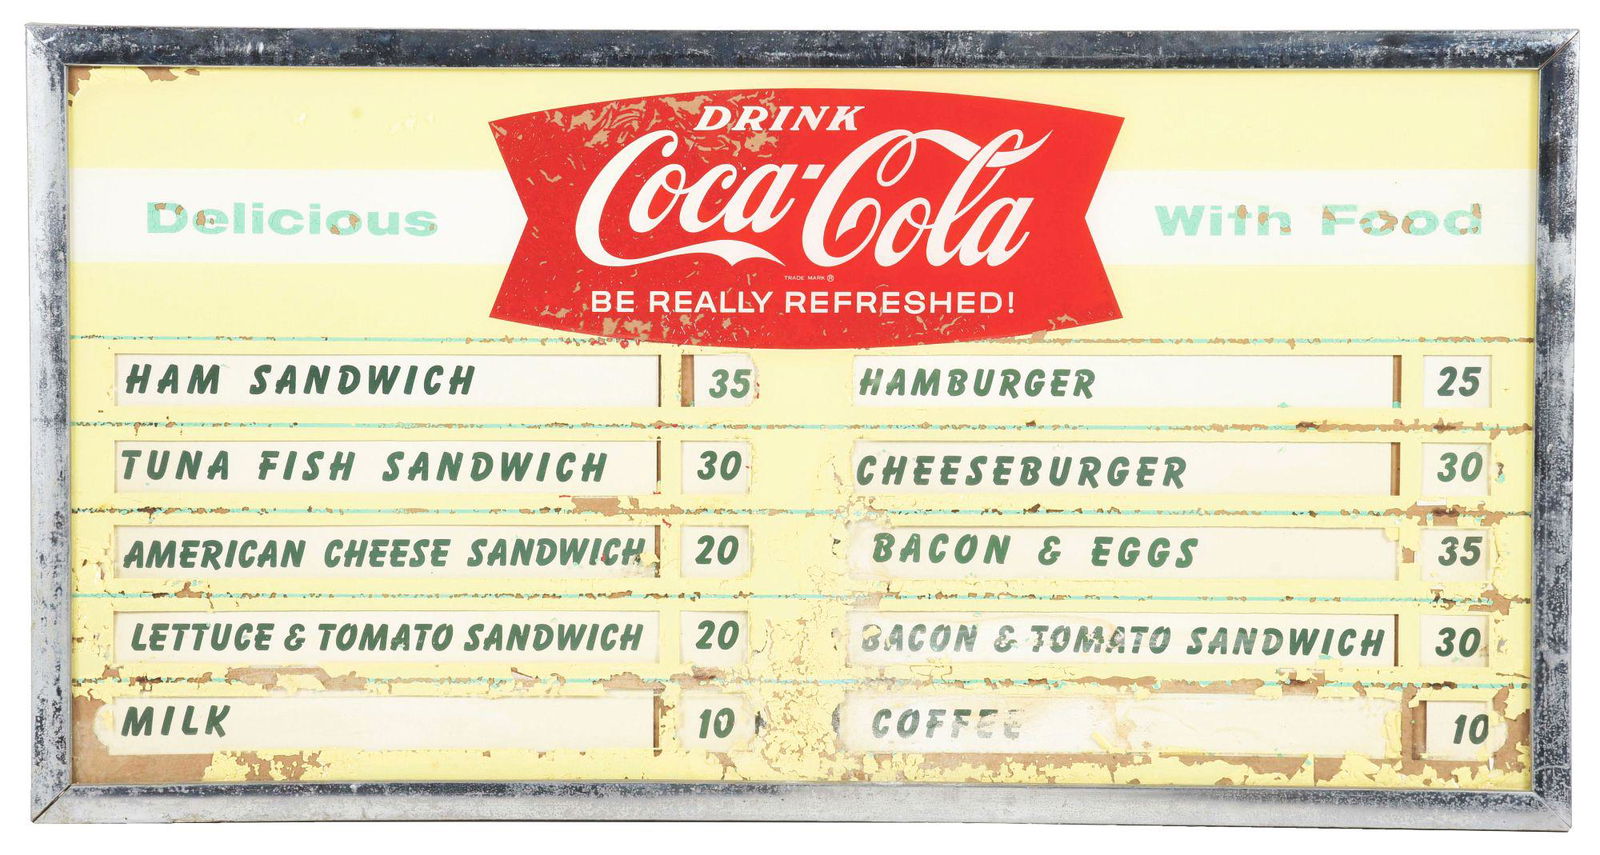 DRINK
Coca-Cola
TRADE MARK ®
Delicious
With Food
BE REALLY REFRESHED!
HAM SANDWICH 35
TUNA FISH SANDWICH 30
AMERICAN CHEESE SANDWICH 20
LETTUCE & TOMATO SANDWICH 20
MILK 10
HAMBURGER 25
CHEESEBURGER 30
BACON & EGGS 35
BACON & TOMATO SANDWICH 30
COFFEE 10